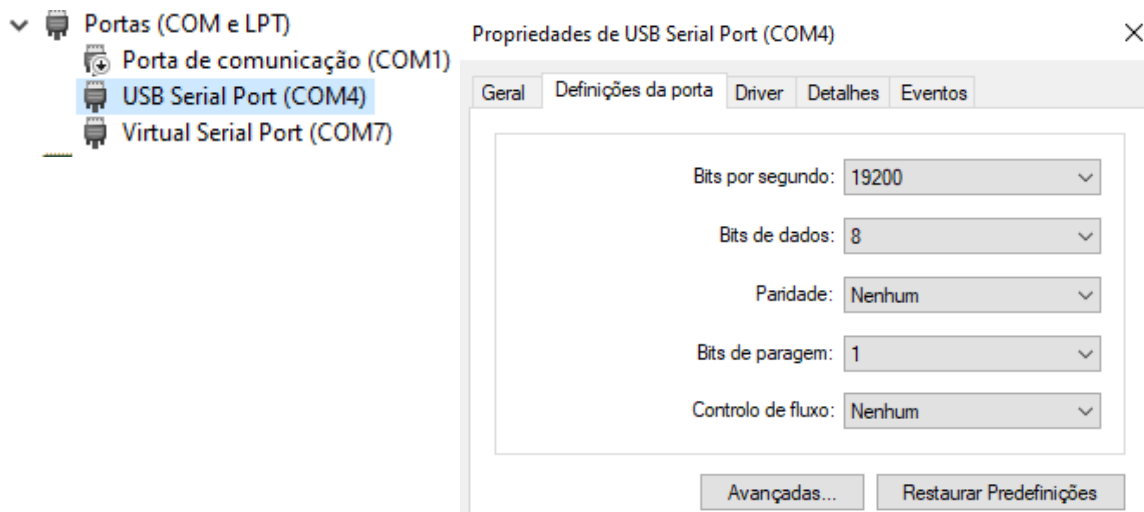 Portas (COM e LPT)
Porta de comunicação (COM1)
USB Serial Port (COM4)
Virtual Serial Port (COM7)
Propriedades de USB Serial Port (COM4)
Geral Definições da porta Driver Detalhes Eventos
Bits por segundo: 19200
Bits de dados: 8
Paridade: Nenhum
Bits de paragem: 1
Controlo de fluxo: Nenhum
Avançadas... Restaurar Predefinições